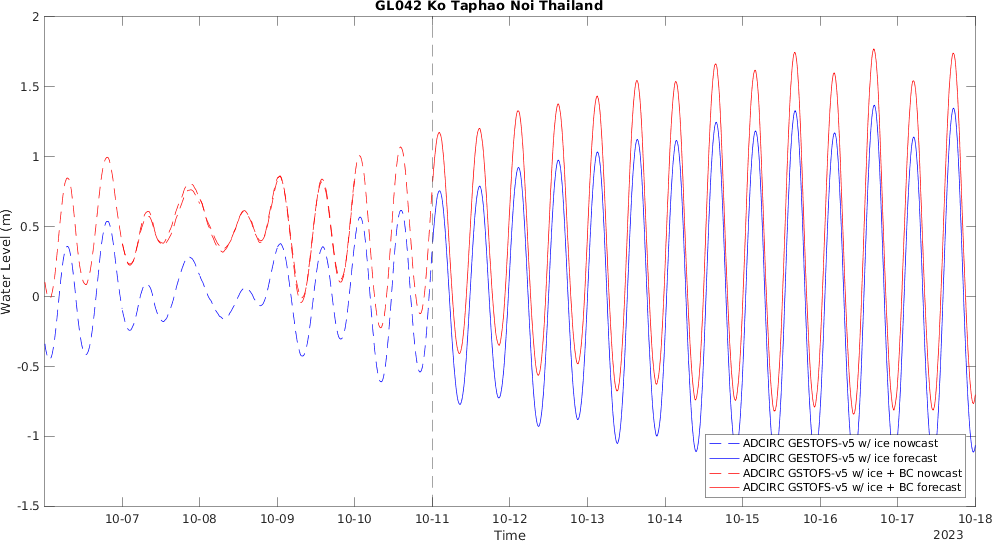 GL042 Ko Taphao Noi Thailand
2
1.5
1
0.5
0
-0.5
-1
-1.5
Water Level (m)
10-07 10-08 10-09 10-10 10-11 10-12 10-13 10-14 10-15 10-16 10-17 10-18
Time
2023
ADCIRC GESTOFS-v5 w/ ice nowcast
ADCIRC GESTOFS-v5 w/ ice forecast
ADCIRC GSTOFS-v5 w/ ice + BC nowcast
ADCIRC GSTOFS-v5 w/ ice + BC forecast